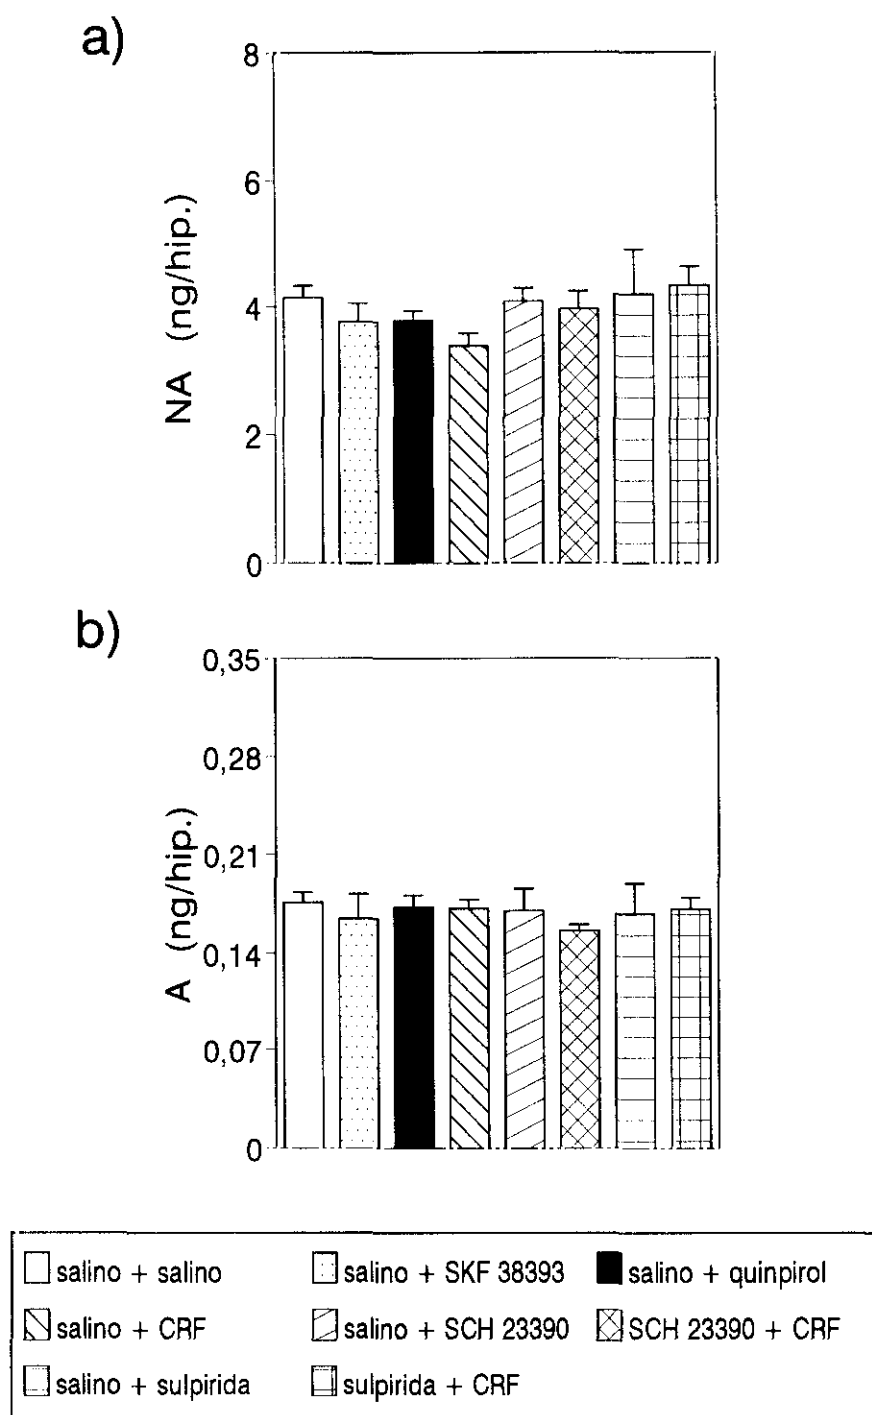 a)
8
6
4
2
0
NA (ng/hip.)
b)
0,35
0,28
0,21
0,14
0,07
0
A (ng/hip.)
salino + salino
salino + SKF 38393
salino + quinpirol
salino + CRF
salino + SCH 23390
SCH 23390 + CRF
salino + sulpirida
sulpirida + CRF